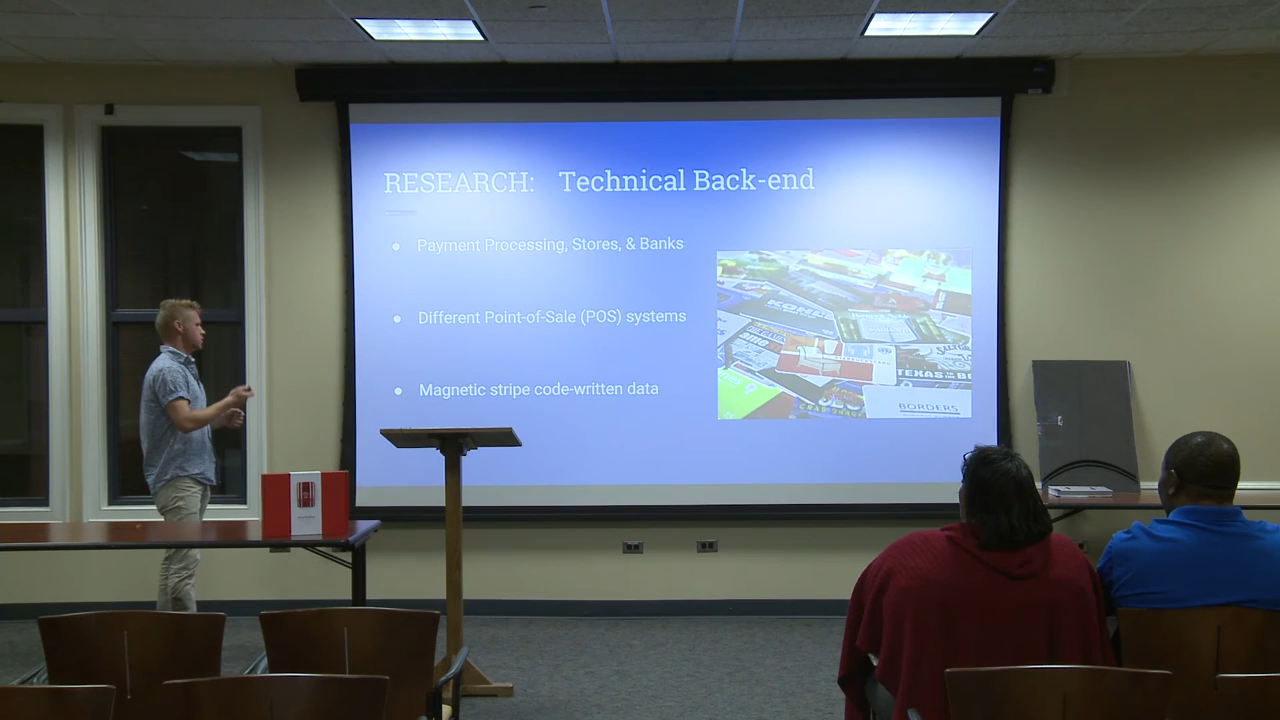 RESEARCH: Technical Back-end
● Payment Processing, Stores, & Banks
● Different Point-of-Sale (POS) systems
● Magnetic stripe code-written data
KOHL'S
TEXAS
BORDERS